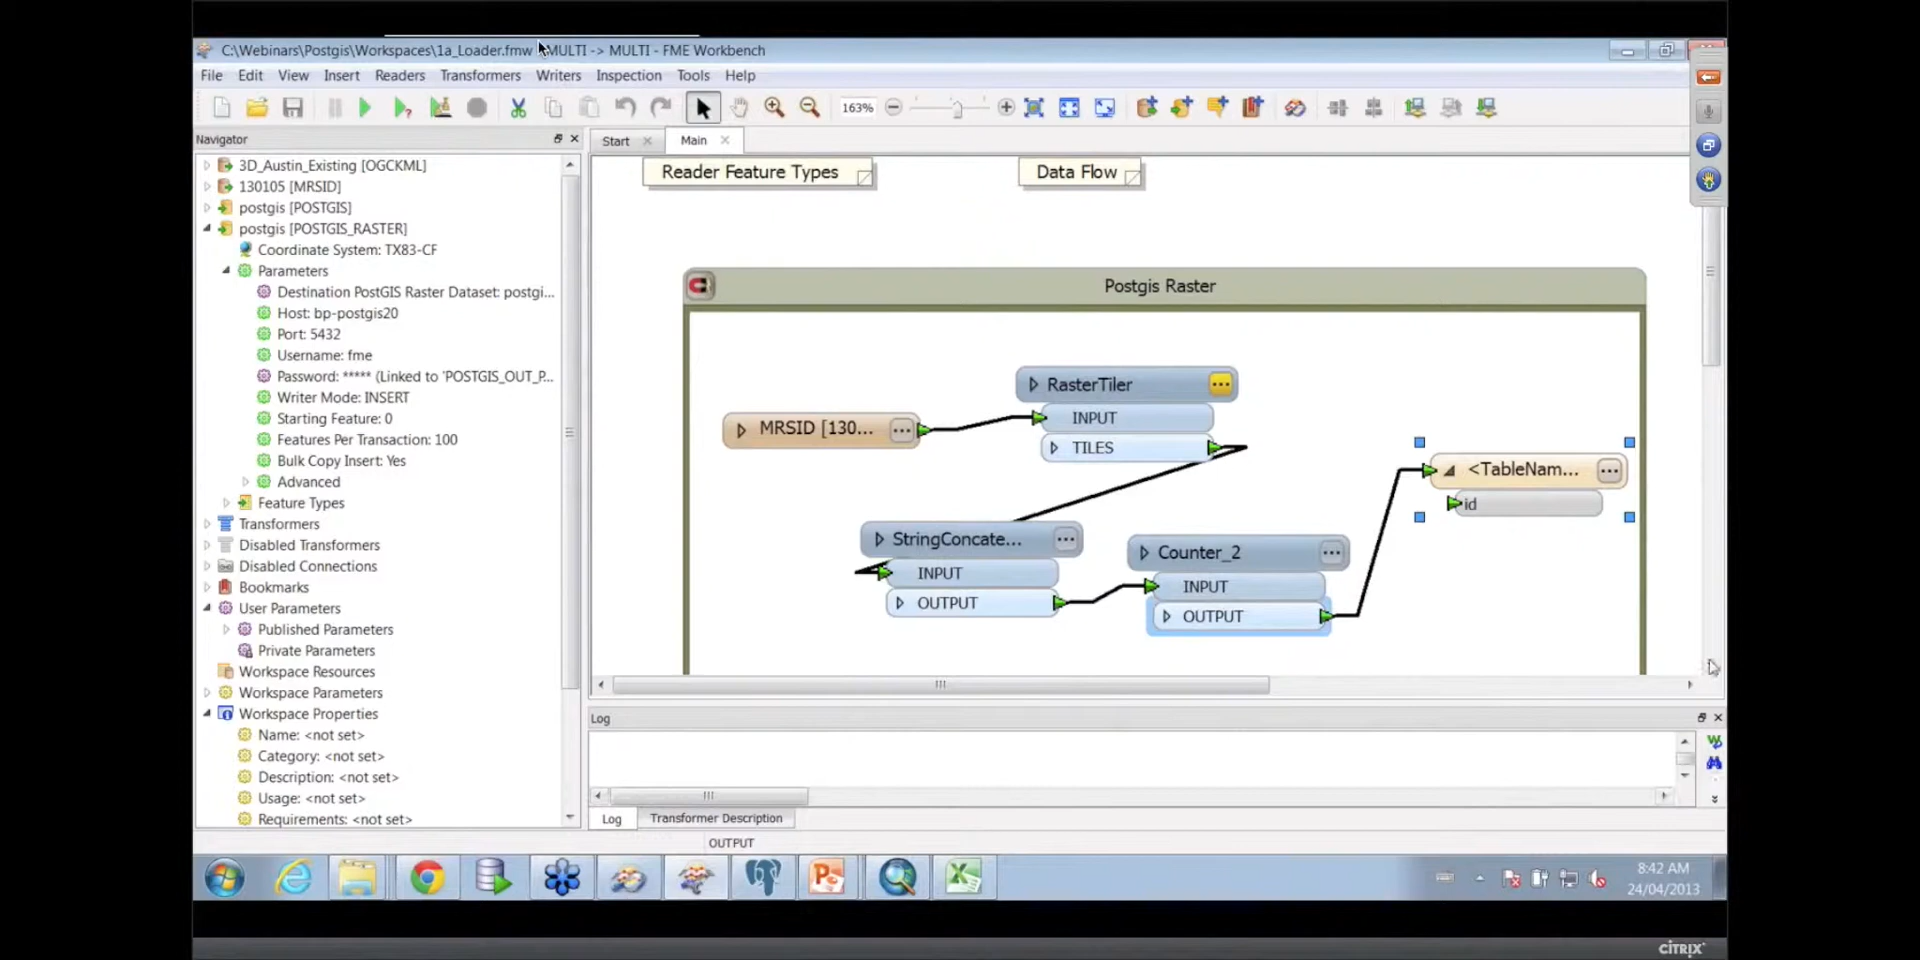 C:\Webinars\Postgis\Workspaces\1a_Loader.fmw MULTI -> MULTI - FME Workbench
File Edit View Insert Readers Transformers Writers Inspection Tools Help
163%
Navigator
Start
Main
3D_Austin_Existing [OGCKML]
130105 [MRSID]
postgis [POSTGIS]
postgis [POSTGIS_RASTER]
Coordinate System: TX83-CF
Parameters
Destination PostGIS Raster Dataset: postgi...
Host: bp-postgis20
Port: 5432
Username: fme
Password: ***** (Linked to 'POSTGIS_OUT_P...
Writer Mode: INSERT
Starting Feature: 0
Features Per Transaction: 100
Bulk Copy Insert: Yes
Advanced
Feature Types
Transformers
Disabled Transformers
Disabled Connections
Bookmarks
User Parameters
Published Parameters
Private Parameters
Workspace Resources
Workspace Parameters
Workspace Properties
Name: <not set>
Category: <not set>
Description: <not set>
Usage: <not set>
Requirements: <not set>
Reader Feature Types
Data Flow
Postgis Raster
RasterTiler
INPUT
TILES
MRSID [130...
<TableNam...
id
StringConcate...
INPUT
OUTPUT
Counter_2
INPUT
OUTPUT
Log
Log
Transformer Description
OUTPUT
8:42 AM
24/04/2013
CITRIX